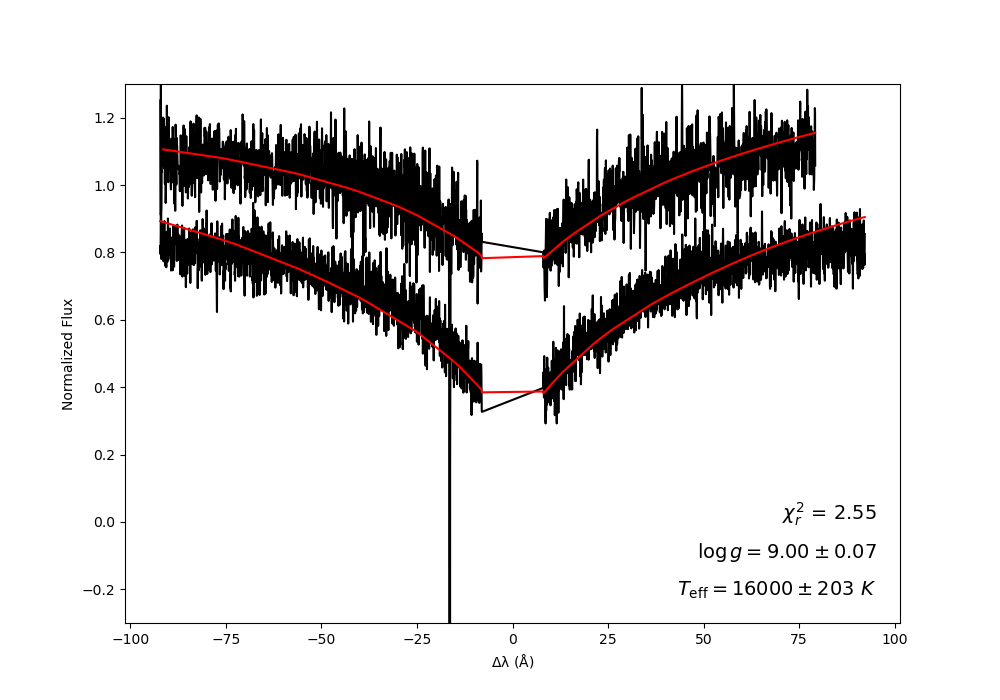 1.2
1.0
0.8
0.6
0.4
0.2
0.0
−0.2
Normalized Flux
χ²ᵣ = 2.55
log g = 9.00 ± 0.07
T_eff = 16000 ± 203 K
−100 −75 −50 −25 0 25 50 75 100
Δλ (Å)